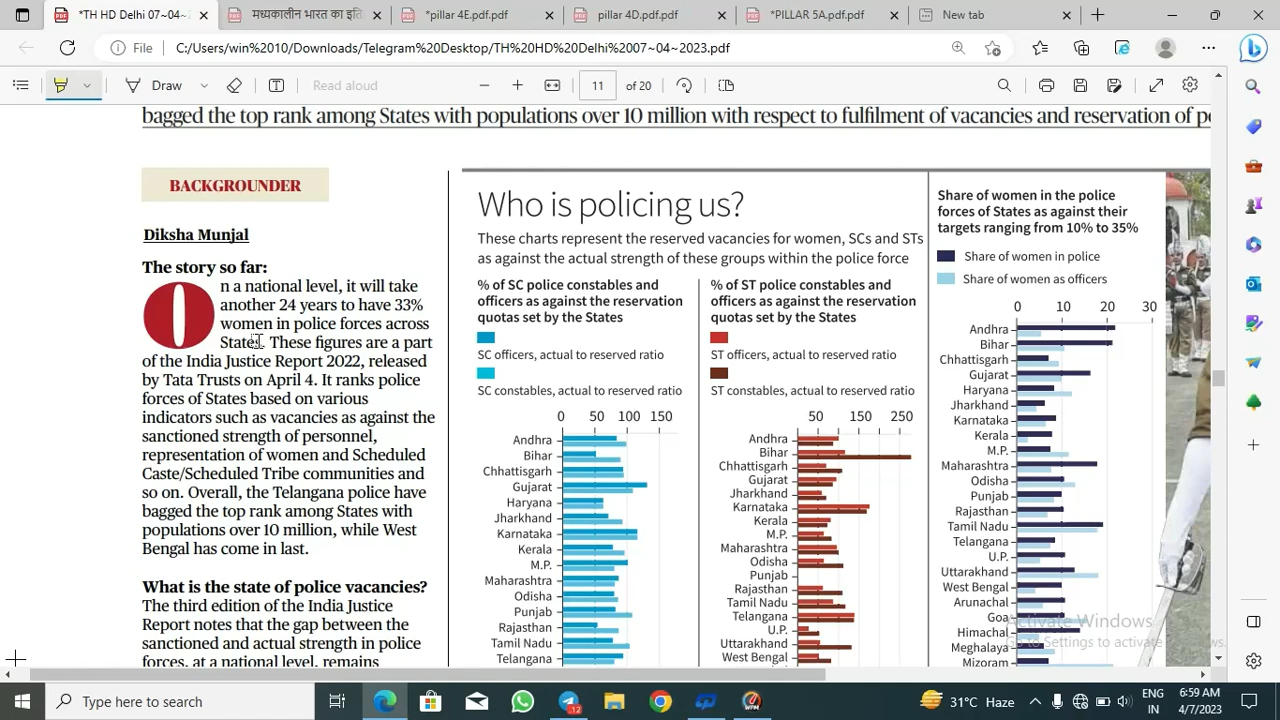 *TH HD Delhi 07~04~2
मध्यकालीन भारत का इति
*pillar 4E.pdf.pdf
pillar 4D.pdf.pdf
*PILLAR 5A.pdf.pdf
New tab
File
C:/Users/win%2010/Downloads/Telegram%20Desktop/TH%20HD%20Delhi%2007~04~2023.pdf
Draw
Read aloud
11
of 20
bagged the top rank among States with populations over 10 million with respect to fulfilment of vacancies and reservation of po
BACKGROUNDER
Diksha Munjal
The story so far:
On a national level, it will take
another 24 years to have 33%
women in police forces across
States. These figures are a part
of the India Justice Report 2022, released
by Tata Trusts on April 4. It ranks police
forces of States based on various
indicators such as vacancies as against the
sanctioned strength of personnel,
representation of women and Scheduled
Caste/Scheduled Tribe communities and
so on. Overall, the Telangana police have
bagged the top rank among States with
populations over 10 million, while West
Bengal has come in last.
What is the state of police vacancies?
The third edition of the India Justice
Report notes that the gap between the
sanctioned and actual strength in police
forces, at a national level, remains
Who is policing us?
These charts represent the reserved vacancies for women, SCs and STs
as against the actual strength of these groups within the police force
% of SC police constables and
officers as against the reservation
quotas set by the States
SC officers, actual to reserved ratio
SC constables, actual to reserved ratio
0 50 100 150
Andhra
Bihar
Chhattisgarh
Gujarat
Haryana
Jharkhand
Karnataka
Kerala
M.P.
Maharashtra
Odisha
Punjab
Rajasthan
Tamil Nadu
Telangana
% of ST police constables and
officers as against the reservation
quotas set by the States
ST officers, actual to reserved ratio
ST constables, actual to reserved ratio
50 150 250
Andhra
Bihar
Chhattisgarh
Gujarat
Jharkhand
Karnataka
Kerala
M.P.
Maharashtra
Odisha
Punjab
Rajasthan
Tamil Nadu
Telangana
U.P.
Uttarakhand
West Bengal
Share of women in the police
forces of States as against their
targets ranging from 10% to 35%
Share of women in police
Share of women as officers
0 10 20 30
Andhra
Bihar
Chhattisgarh
Gujarat
Haryana
Jharkhand
Karnataka
Kerala
M.P.
Maharashtra
Odisha
Punjab
Rajasthan
Tamil Nadu
Telangana
U.P.
Uttarakhand
West Bengal
Arunachal
Goa
Himachal
Meghalaya
Mizoram
Activate Windows
Go to Settings to activate Windows.
Type here to search
12
31°C Haze
ENG
IN
6:59 AM
4/7/2023